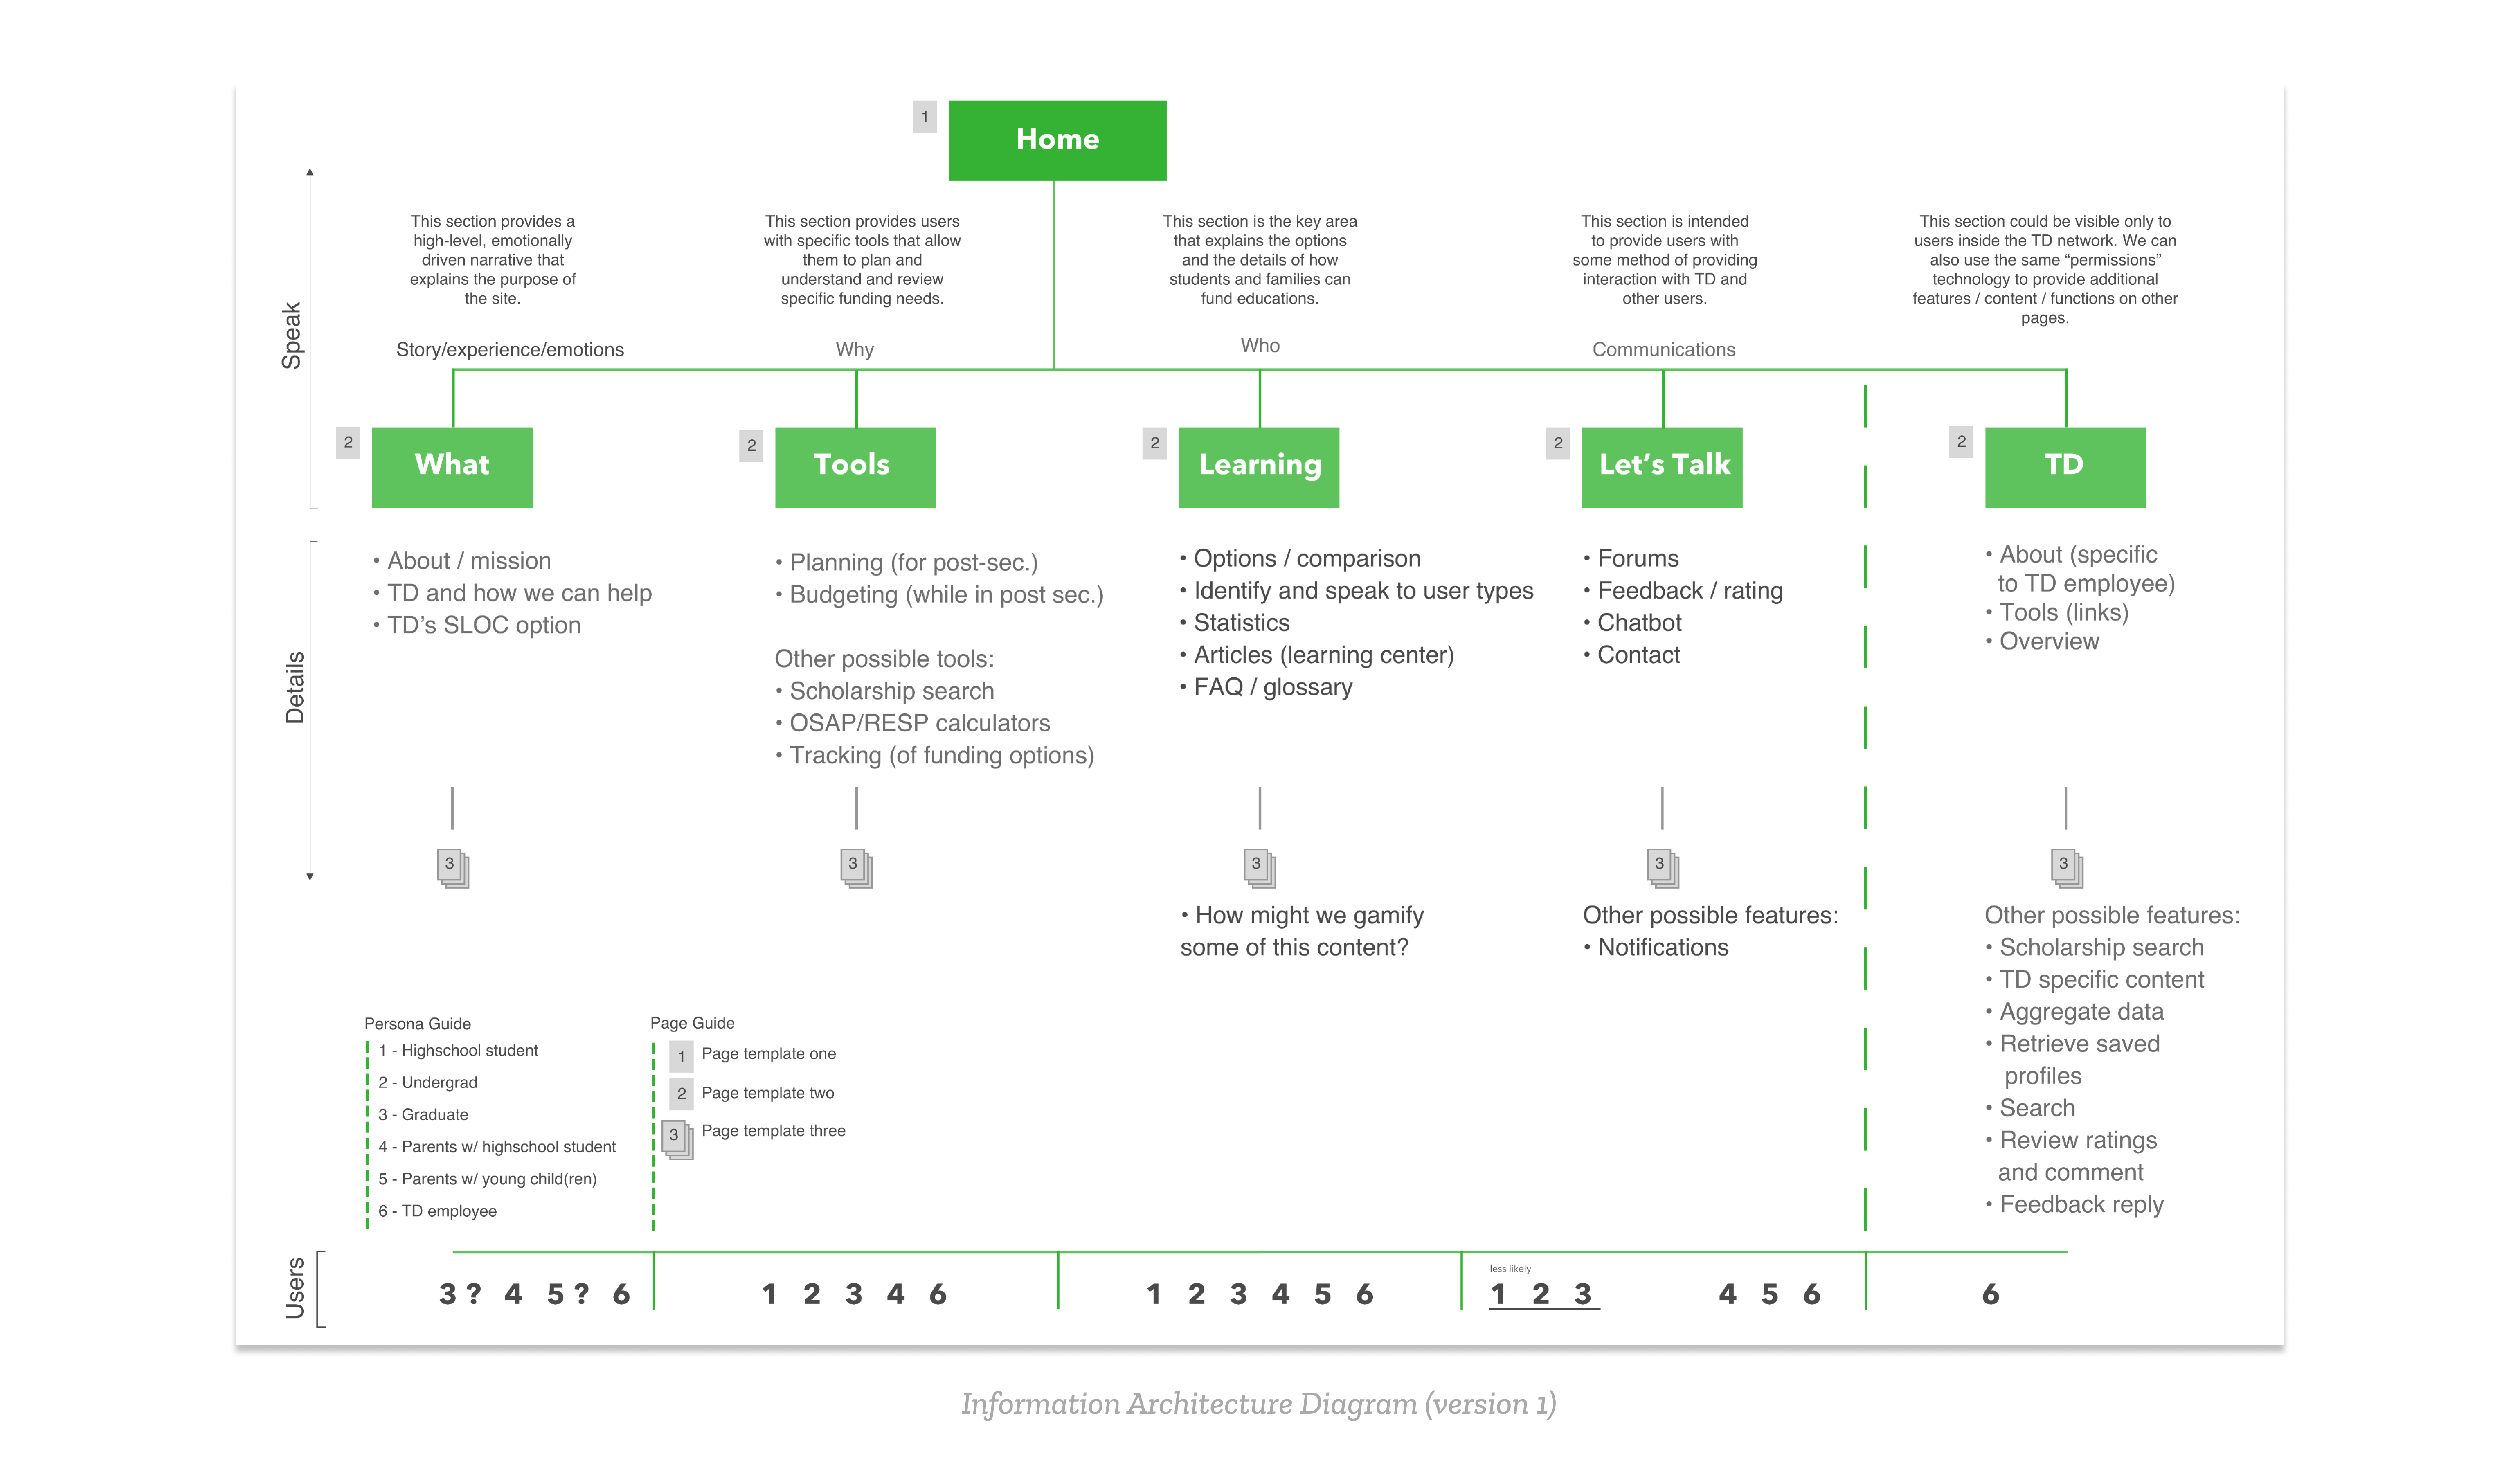 1
Home
Speak
This section provides a
high-level, emotionally
driven narrative that
explains the purpose of
the site.
This section provides users
with specific tools that allow
them to plan and
understand and review
specific funding needs.
This section is the key area
that explains the options
and the details of how
students and families can
fund educations.
This section is intended
to provide users with
some method of providing
interaction with TD and
other users.
This section could be visible only to
users inside the TD network. We can
also use the same “permissions”
technology to provide additional
features / content / functions on other
pages.
Story/experience/emotions
Why
Who
Communications
2
What
2
Tools
2
Learning
2
Let’s Talk
2
TD
Details
• About / mission
• TD and how we can help
• TD’s SLOC option
3
• Planning (for post-sec.)
• Budgeting (while in post sec.)
Other possible tools:
• Scholarship search
• OSAP/RESP calculators
• Tracking (of funding options)
3
• Options / comparison
• Identify and speak to user types
• Statistics
• Articles (learning center)
• FAQ / glossary
3
• How might we gamify
some of this content?
• Forums
• Feedback / rating
• Chatbot
• Contact
3
Other possible features:
• Notifications
• About (specific
to TD employee)
• Tools (links)
• Overview
3
Other possible features:
• Scholarship search
• TD specific content
• Aggregate data
• Retrieve saved
profiles
• Search
• Review ratings
and comment
• Feedback reply
Persona Guide
1 - Highschool student
2 - Undergrad
3 - Graduate
4 - Parents w/ highschool student
5 - Parents w/ young child(ren)
6 - TD employee
Page Guide
1 Page template one
2 Page template two
3 Page template three
Users
3 ? 4 5 ? 6
1 2 3 4 6
1 2 3 4 5 6
less likely
1 2 3 4 5 6
6
Information Architecture Diagram (version 1)